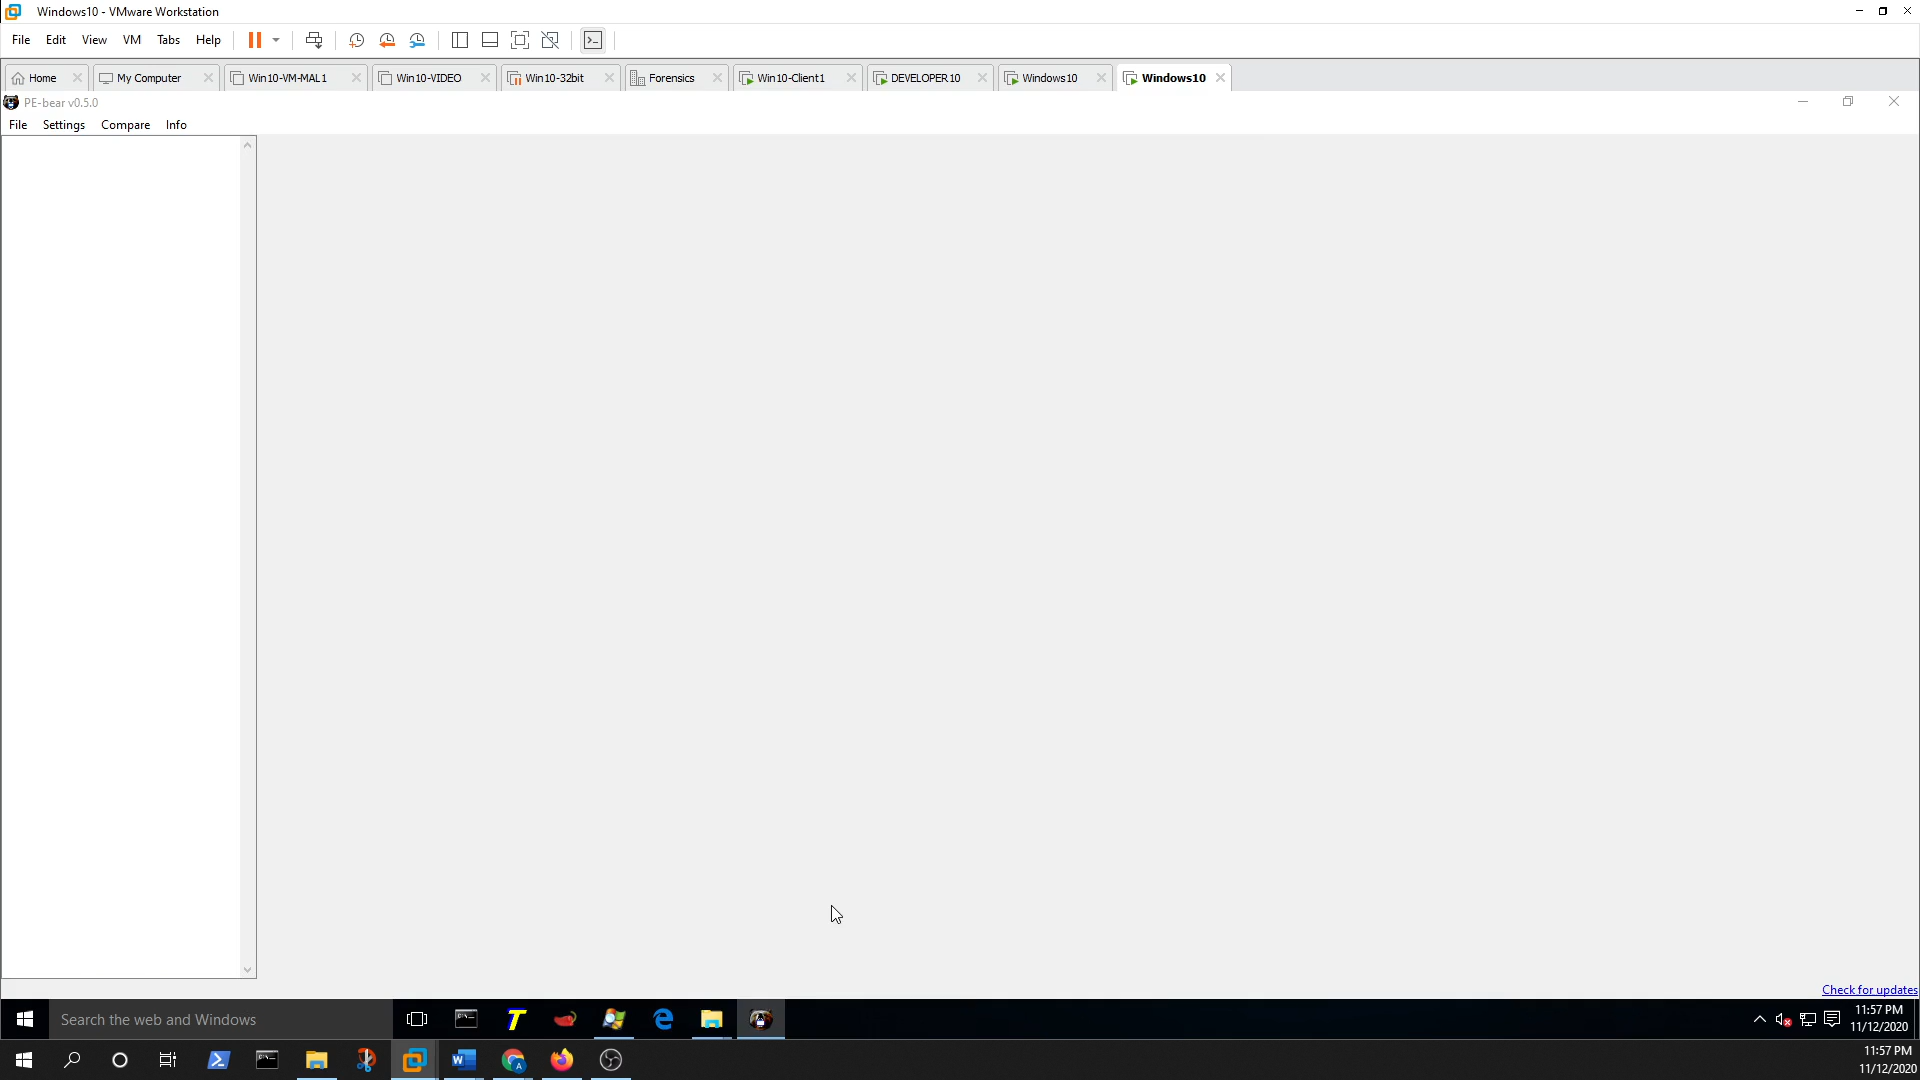 Windows10 - VMware Workstation
File Edit View VM Tabs Help
Home My Computer Win10-VM-MAL1 Win10-VIDEO Win10-32bit Forensics Win10-Client1 DEVELOPER10 Windows10 Windows10
PE-bear v0.5.0
File Settings Compare Info
Check for updates
Search the web and Windows
11:57 PM
11/12/2020
11:57 PM
11/12/2020